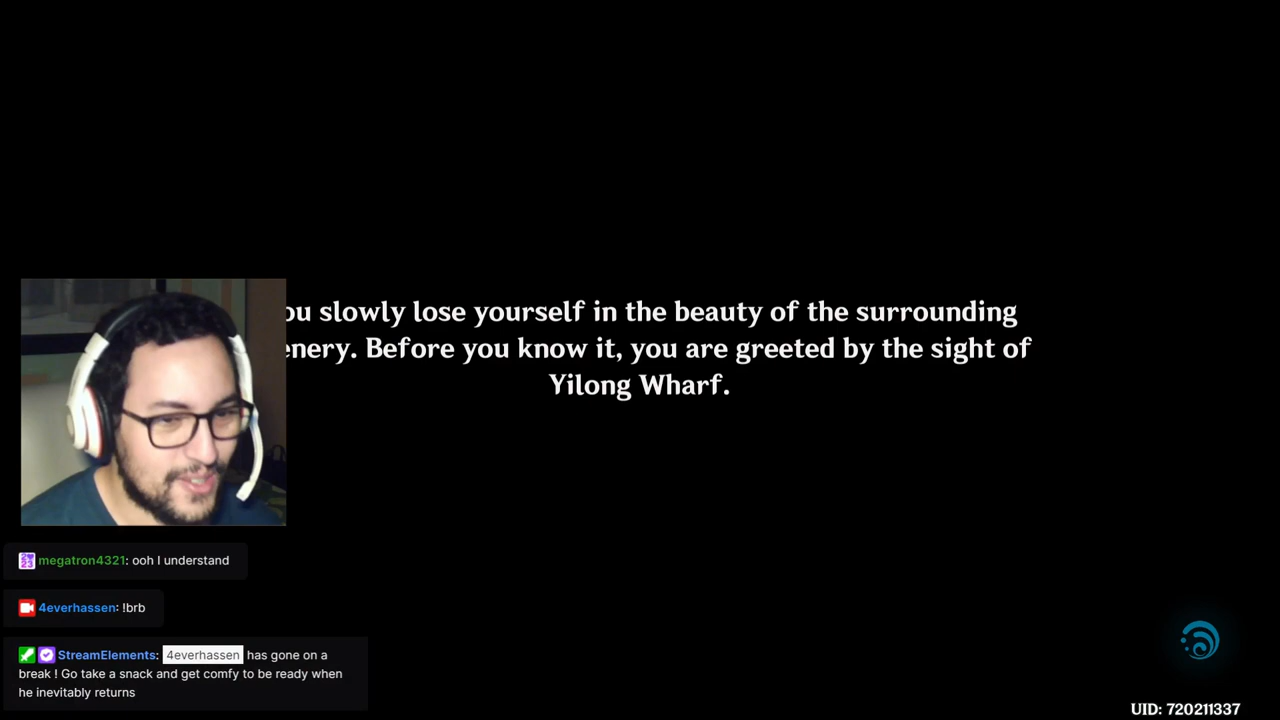 ou slowly lose yourself in the beauty of the surrounding
enery. Before you know it, you are greeted by the sight of
Yilong Wharf.
megatron4321: ooh I understand
4everhassen: !brb
StreamElements: 4everhassen has gone on a
break ! Go take a snack and get comfy to be ready when
he inevitably returns
UID: 720211337